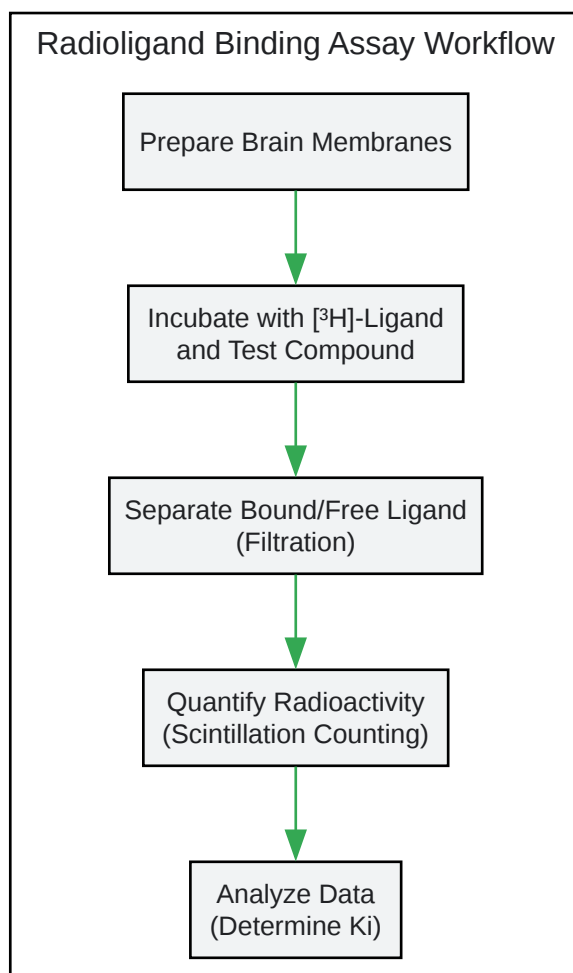 Radioligand Binding Assay Workflow
Prepare Brain Membranes
Incubate with [³H]-Ligand
and Test Compound
Separate Bound/Free Ligand
(Filtration)
Quantify Radioactivity
(Scintillation Counting)
Analyze Data
(Determine Ki)